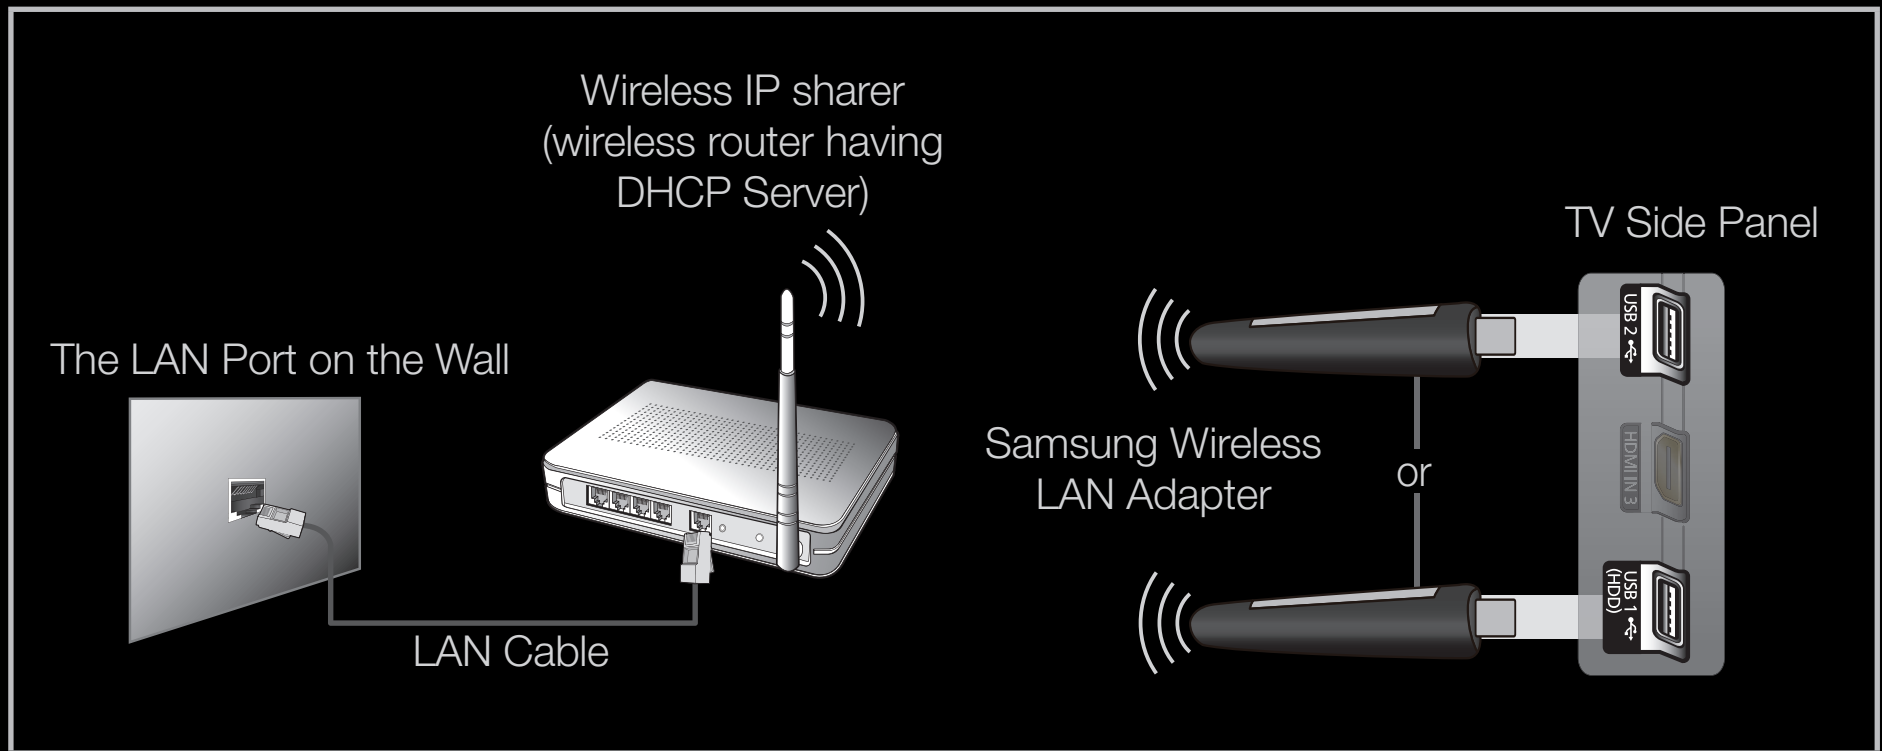 Wireless IP sharer
(wireless router having
DHCP Server)
TV Side Panel
The LAN Port on the Wall
Samsung Wireless
LAN Adapter
or
LAN Cable
USB 2
HDMI IN 3
USB 1
(HDD)